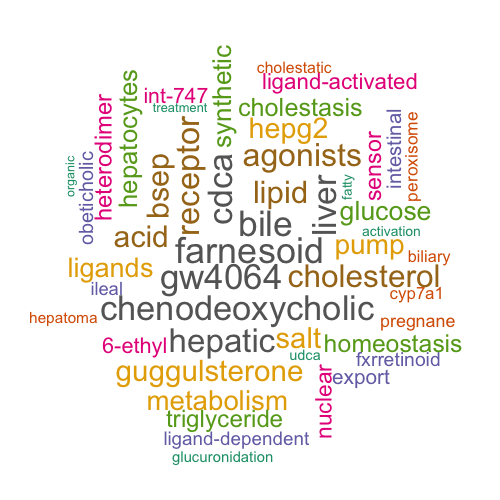 cholestatic
ligand-activated
int-747
treatment
cholestasis
synthetic
hepatocytes
heterodimer
hepg2
receptor
agonists
sensor
intestinal
peroxisome
organic
obeticholic
bsep
cdca
lipid
liver
fatty
glucose
activation
acid
bile
farnesoid
pump
biliary
ligands
gw4064
cholesterol
ileal
cyp7a1
chenodeoxycholic
hepatoma
pregnane
6-ethyl
hepatic
salt
homeostasis
udca
fxrretinoid
guggulsterone
nuclear
export
metabolism
triglyceride
ligand-dependent
glucuronidation